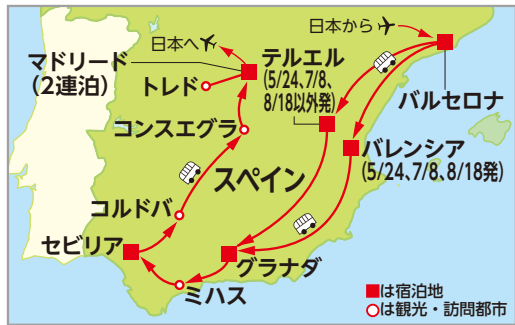 日本へ
日本から
マドリード
（2連泊）
テルエル
（5/24、7/8、
8/18以外発）
トレド
バルセロナ
コンスエグラ
バレンシア
（5/24、7/8、8/18発）
スペイン
コルドバ
セビリア
グラナダ
ミハス
は宿泊地
は観光・訪問都市